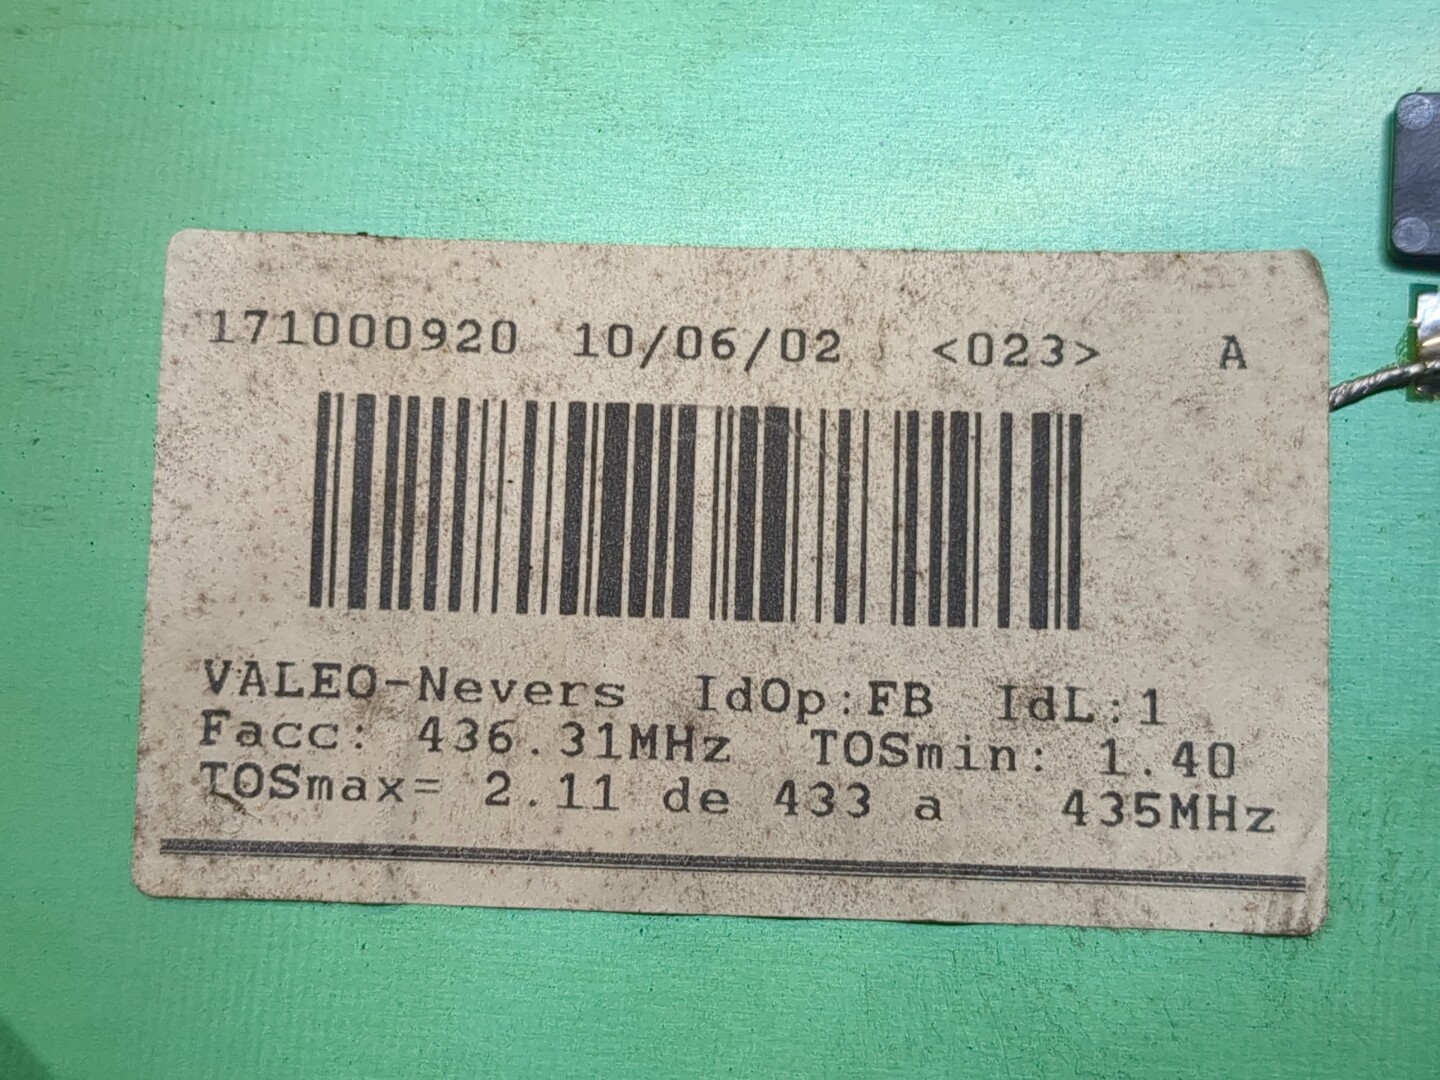 171000920 10/06/02 <023> A
VALEO-Nevers IdOp:FB IdL:1
Facc: 436.31MHz TOSmin: 1.40
TOSmax= 2.11 de 433 a 435MHz